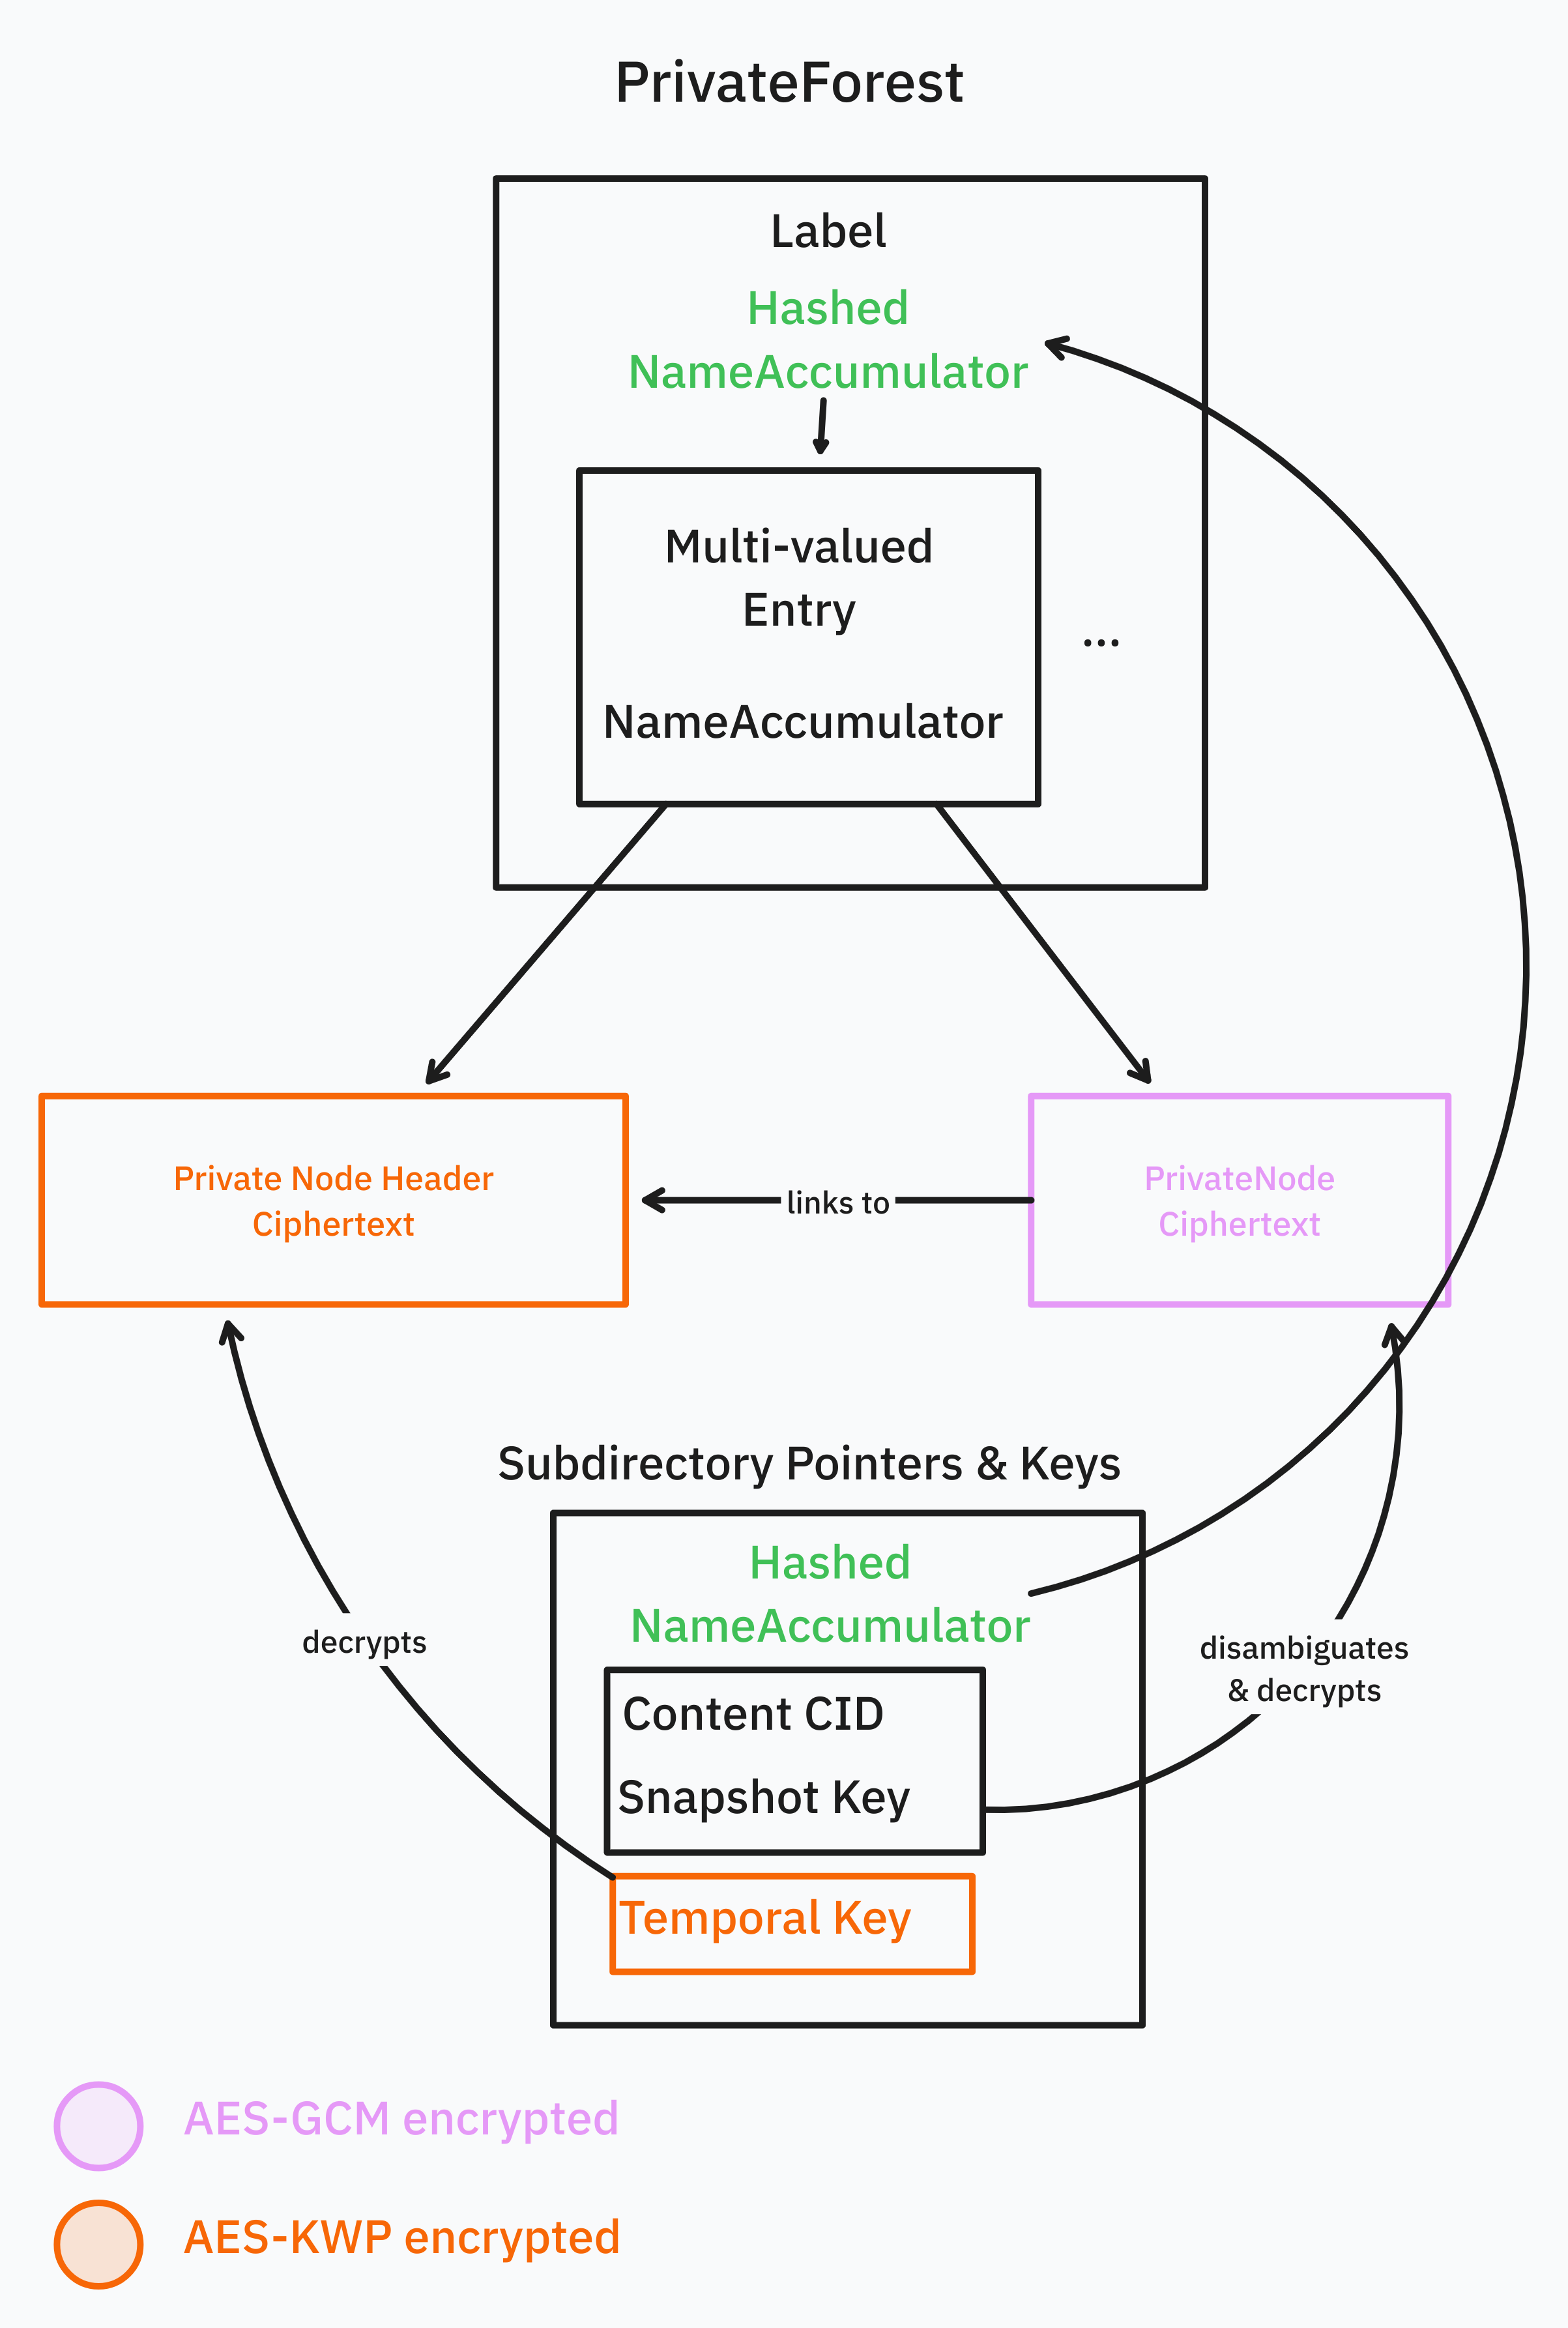 PrivateForest
Label
Hashed
NameAccumulator
Multi-valued
Entry
NameAccumulator
...
Private Node Header
Ciphertext
links to
PrivateNode
Ciphertext
Subdirectory Pointers & Keys
Hashed
NameAccumulator
decrypts
disambiguates
& decrypts
Content CID
Snapshot Key
Temporal Key
AES-GCM encrypted
AES-KWP encrypted